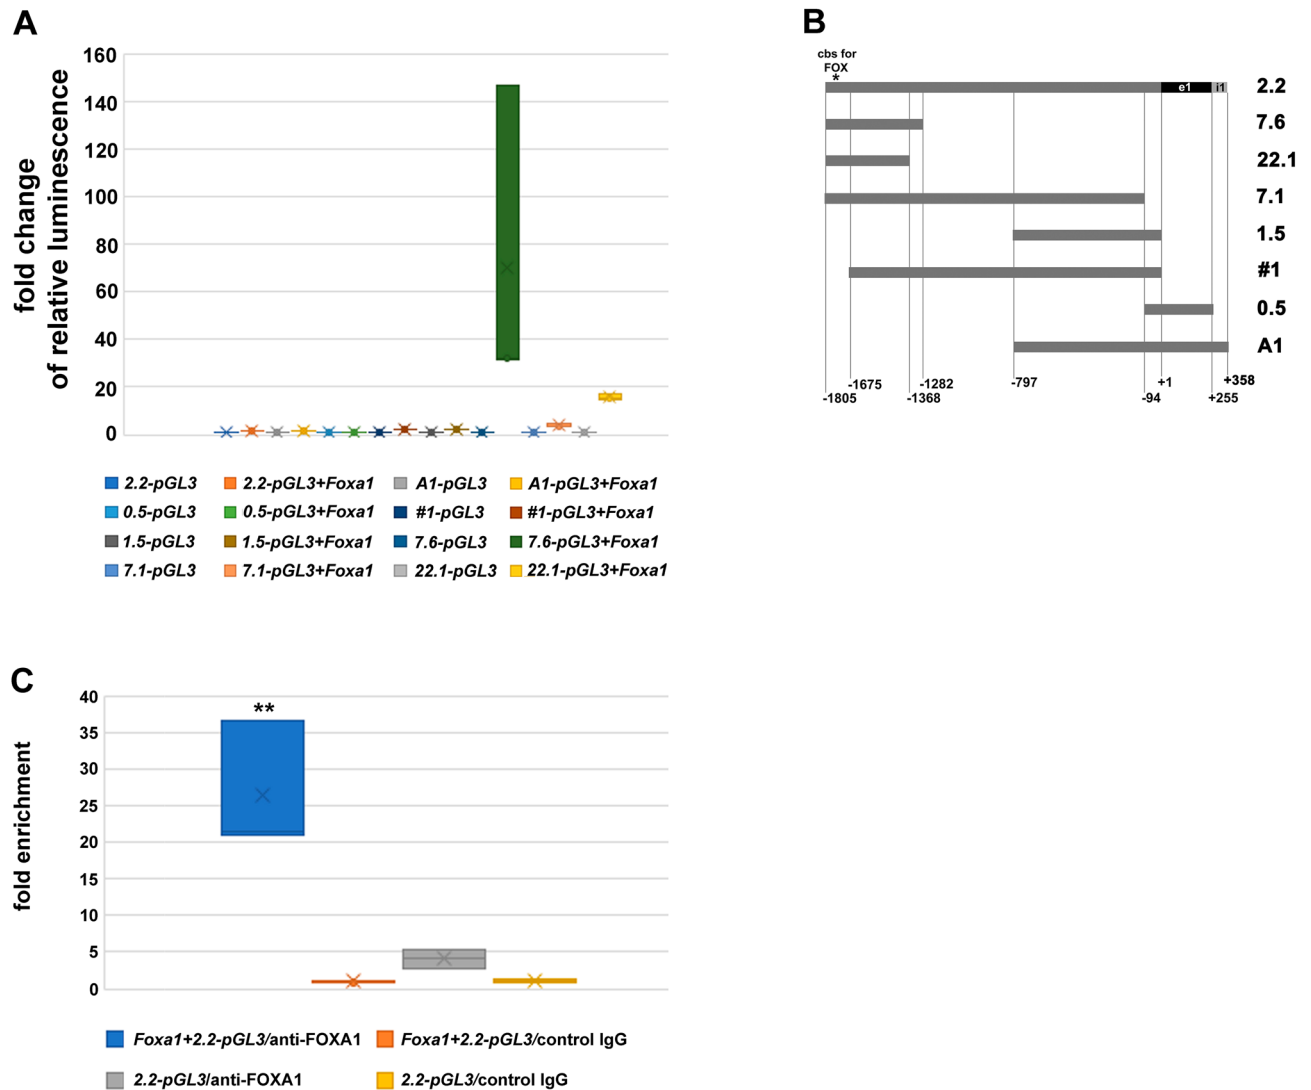 A
fold change
of relative luminescence
160
140
120
100
80
60
40
20
0
2.2-pGL3 2.2-pGL3+Foxa1 A1-pGL3 A1-pGL3+Foxa1
0.5-pGL3 0.5-pGL3+Foxa1 #1-pGL3 #1-pGL3+Foxa1
1.5-pGL3 1.5-pGL3+Foxa1 7.6-pGL3 7.6-pGL3+Foxa1
7.1-pGL3 7.1-pGL3+Foxa1 22.1-pGL3 22.1-pGL3+Foxa1
B
cbs for
FOX
*
e1 i1 2.2
7.6
22.1
7.1
1.5
#1
0.5
A1
-1675 -1282 -797 +1 +358
-1805 -1368 -94 +255
C
fold enrichment
40
35
30
25
20
15
10
5
0
**
Foxa1+2.2-pGL3/anti-FOXA1 Foxa1+2.2-pGL3/control IgG
2.2-pGL3/anti-FOXA1 2.2-pGL3/control IgG